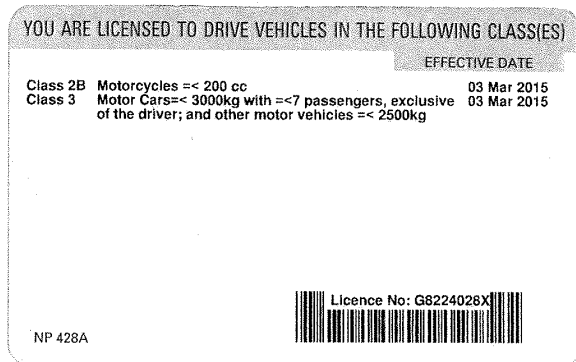 YOU ARE LICENSED TO DRIVE VEHICLES IN THE FOLLOWING CLASS(ES)
EFFECTIVE DATE
Class 2B Motorcycles =< 200 cc 03 Mar 2015
Class 3 Motor Cars=< 3000kg with =<7 passengers, exclusive 03 Mar 2015
of the driver; and other motor vehicles =< 2500kg
Licence No: G8224028X
NP 428A